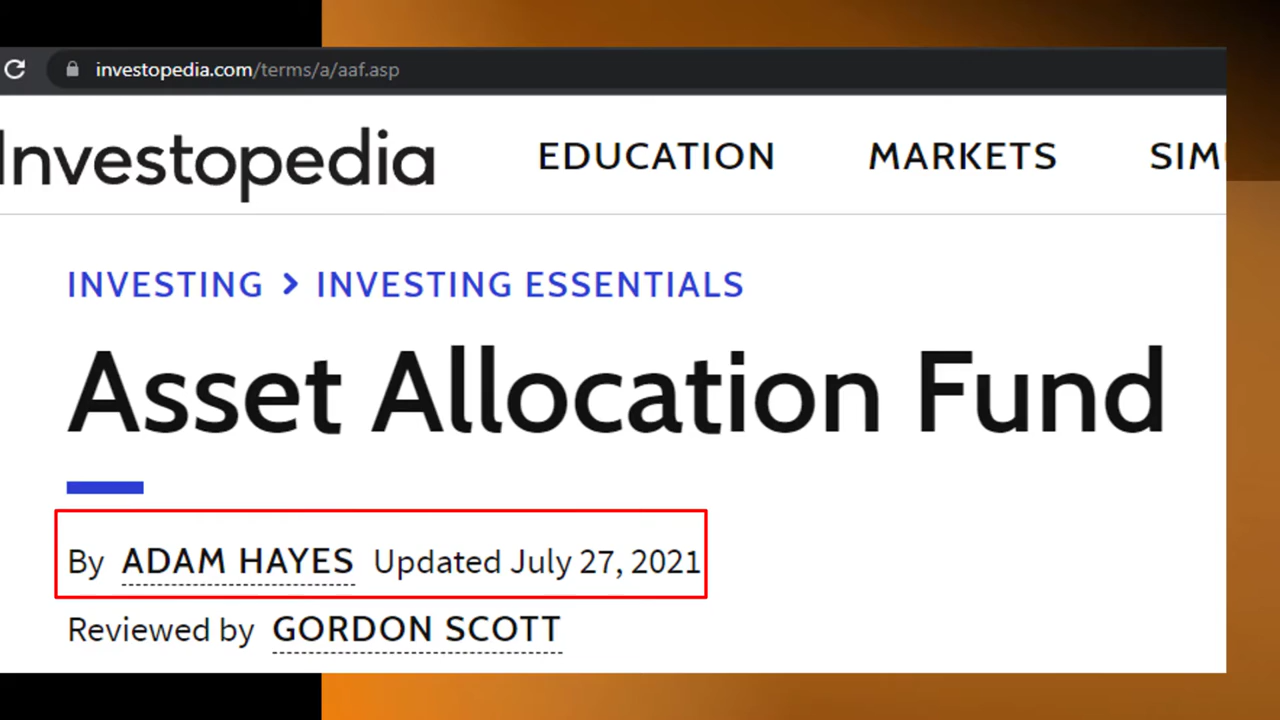 investopedia.com/terms/a/aaf.asp
Investopedia EDUCATION MARKETS SIM
INVESTING > INVESTING ESSENTIALS
Asset Allocation Fund
By ADAM HAYES Updated July 27, 2021
Reviewed by GORDON SCOTT